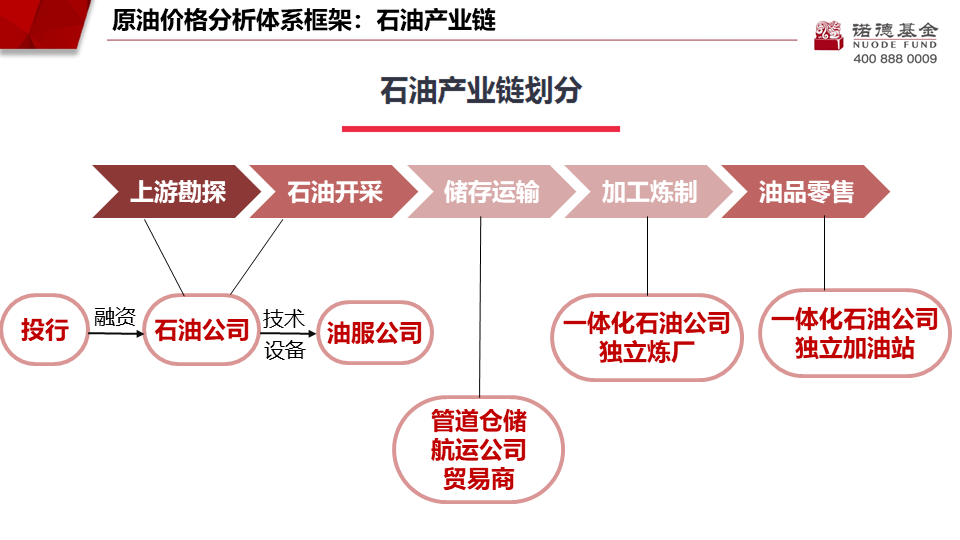 原油价格分析体系框架：石油产业链
诺德基金
NUODE FUND
400 888 0009
石油产业链划分
上游勘探
石油开采
储存运输
加工炼制
油品零售
投行
融资
石油公司
技术
设备
油服公司
一体化石油公司
独立炼厂
一体化石油公司
独立加油站
管道仓储
航运公司
贸易商